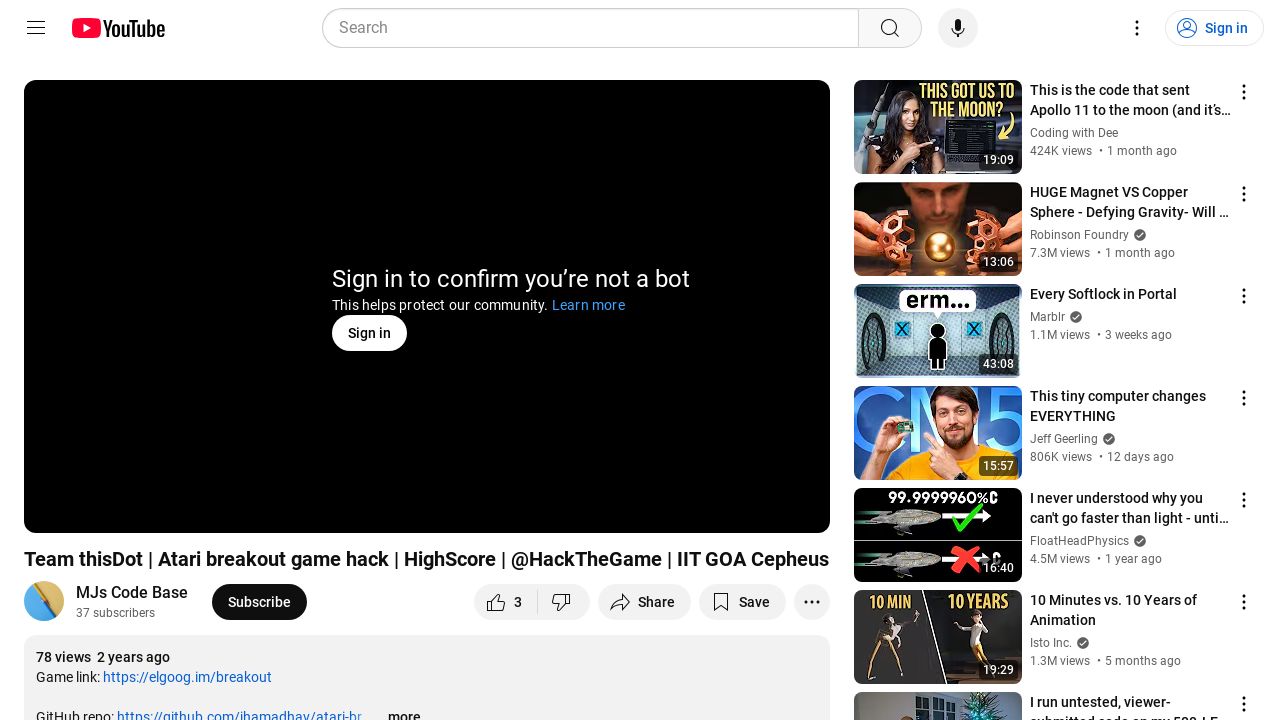 YouTube
Search
Sign in
Sign in to confirm you’re not a bot
This helps protect our community. Learn more
Sign in
Team thisDot | Atari breakout game hack | HighScore | @HackTheGame | IIT GOA Cepheus
MJs Code Base
37 subscribers
Subscribe
3
Share
Save
78 views 2 years ago
Game link: https://elgoog.im/breakout
GitHub repo: https://github.com/jhamadhav/atari-br
...more
THIS GOT US TO
THE MOON?
19:09
This is the code that sent
Apollo 11 to the moon (and it’s...
Coding with Dee
424K views • 1 month ago
13:06
HUGE Magnet VS Copper
Sphere - Defying Gravity- Will ...
Robinson Foundry
7.3M views • 1 month ago
erm...
X
X
43:08
Every Softlock in Portal
Marblr
1.1M views • 3 weeks ago
CM5
15:57
This tiny computer changes
EVERYTHING
Jeff Geerling
806K views • 12 days ago
99.9999960%C
16:40
I never understood why you
can't go faster than light - unti...
FloatHeadPhysics
4.5M views • 1 year ago
10 MIN
10 YEARS
19:29
10 Minutes vs. 10 Years of
Animation
Isto Inc.
1.3M views • 5 months ago
I run untested, viewer-